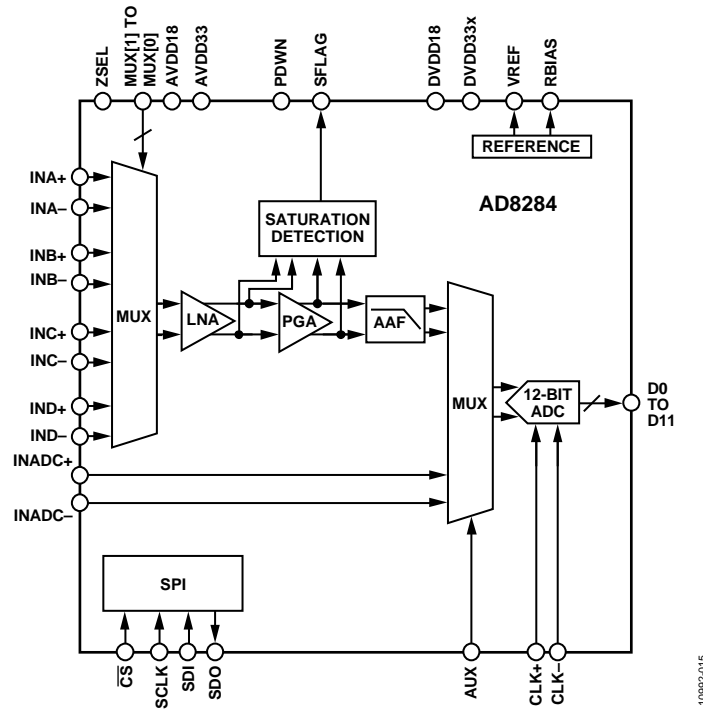 ZSEL
MUX[1] TO
MUX[0]
AVDD18
AVDD33
PDWN
SFLAG
DVDD18
DVDD33x
VREF
RBIAS
REFERENCE
AD8284
INA+
INA–
INB+
INB–
INC+
INC–
IND+
IND–
INADC+
INADC–
MUX
LNA
SATURATION
DETECTION
PGA
AAF
MUX
12-BIT
ADC
D0
TO
D11
SPI
CS
SCLK
SDI
SDO
AUX
CLK+
CLK–
10992-015